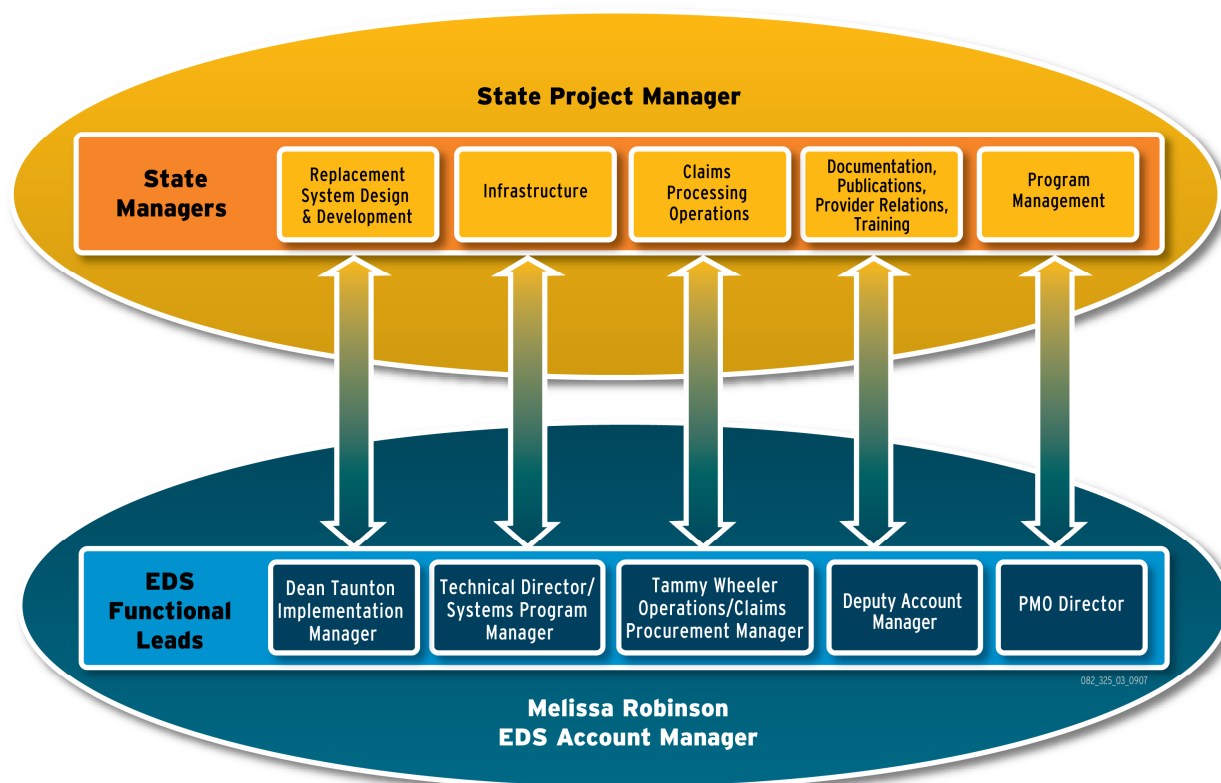 State Project Manager
State
Managers
Replacement
System Design
& Development
Infrastructure
Claims
Processing
Operations
Documentation,
Publications,
Provider Relations,
Training
Program
Management
EDS
Functional
Leads
Dean Taunton
Implementation
Manager
Technical Director/
Systems Program
Manager
Tammy Wheeler
Operations/Claims
Procurement Manager
Deputy Account
Manager
PMO Director
082_325_03_0907
Melissa Robinson
EDS Account Manager